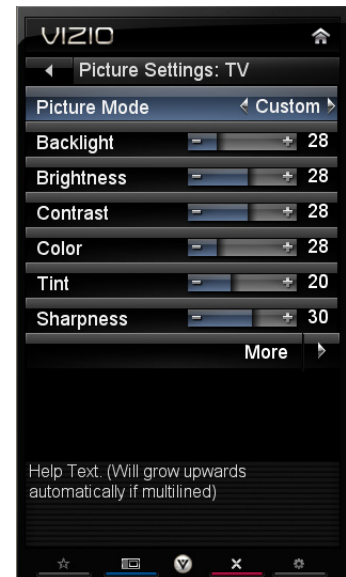 VIZIO
Picture Settings: TV
Picture Mode Custom
Backlight - + 28
Brightness - + 28
Contrast - + 28
Color - + 28
Tint - + 20
Sharpness - + 30
More
Help Text. (Will grow upwards
automatically if multilined)
V X